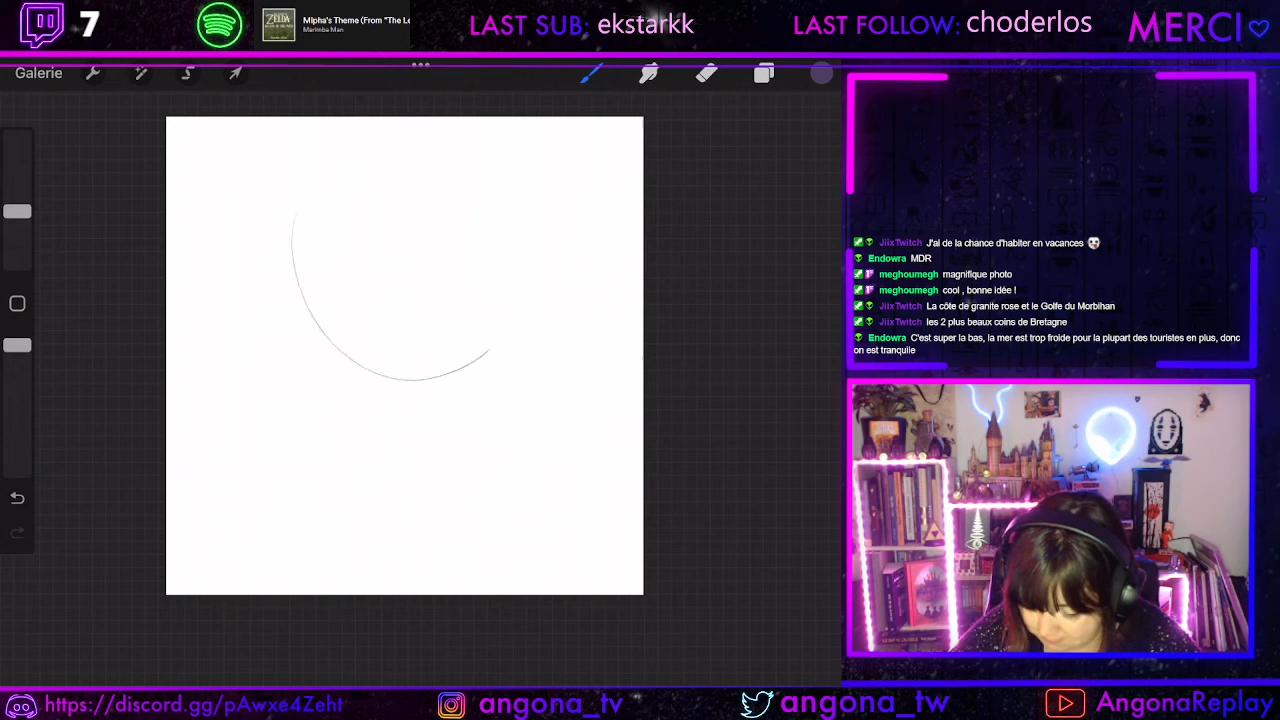 7
Mipha's Theme (From "The Le
Marimba Man
LAST SUB: ekstarkk
LAST FOLLOW: choderlos
MERCI
Galerie
JiixTwitch J'ai de la chance d'habiter en vacances
Endowra MDR
meghoumegh magnifique photo
meghoumegh cool , bonne idée !
JiixTwitch La côte de granite rose et le Golfe du Morbihan
JiixTwitch les 2 plus beaux coins de Bretagne
Endowra C'est super la bas, la mer est trop froide pour la plupart des touristes en plus, donc
on est tranquille
https://discord.gg/pAwxe4Zeht
angona_tv
angona_tw
AngonaReplay